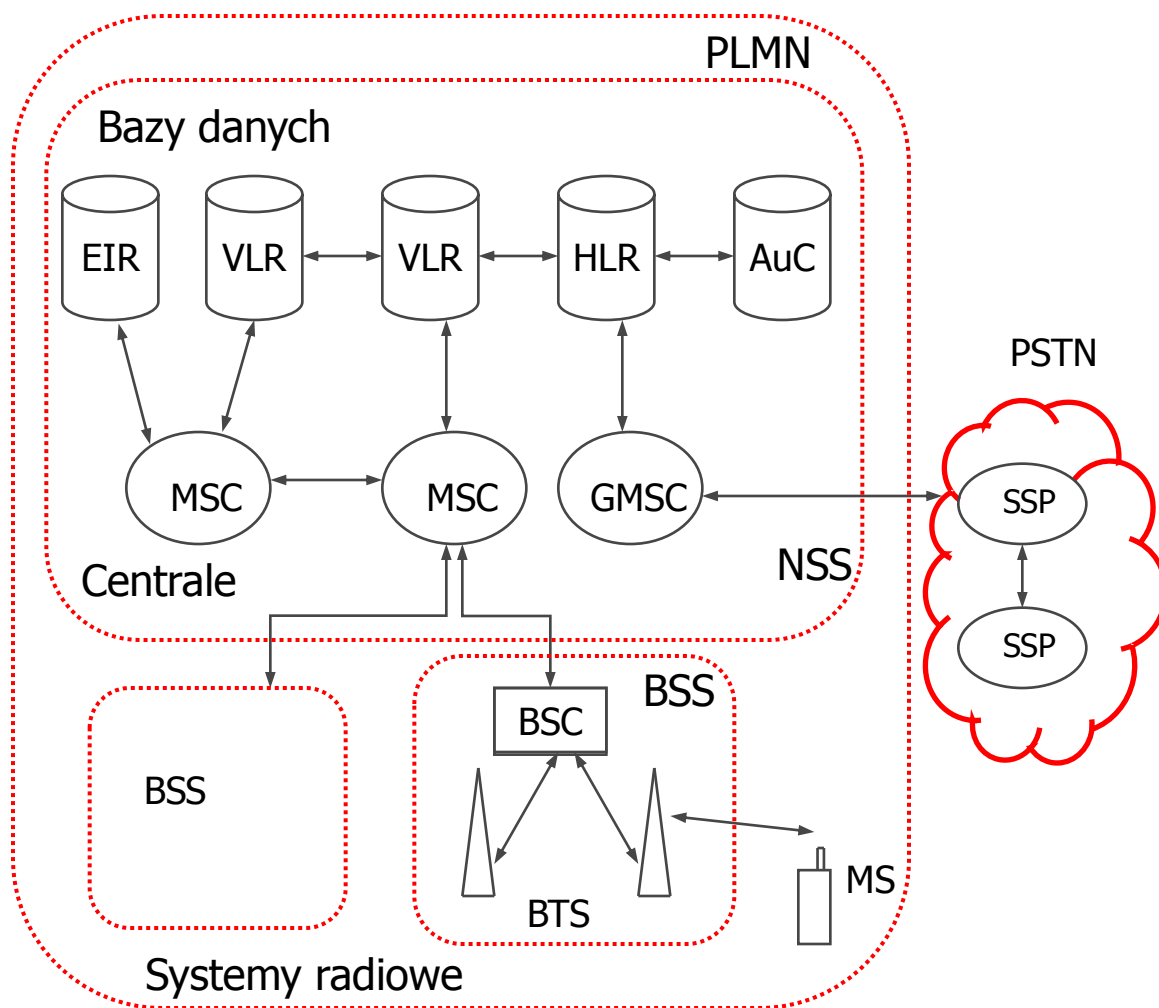 PLMN
Bazy danych
EIR
VLR
VLR
HLR
AuC
PSTN
MSC
MSC
GMSC
SSP
Centrale
NSS
SSP
BSS
BSC
BSS
MS
BTS
Systemy radiowe